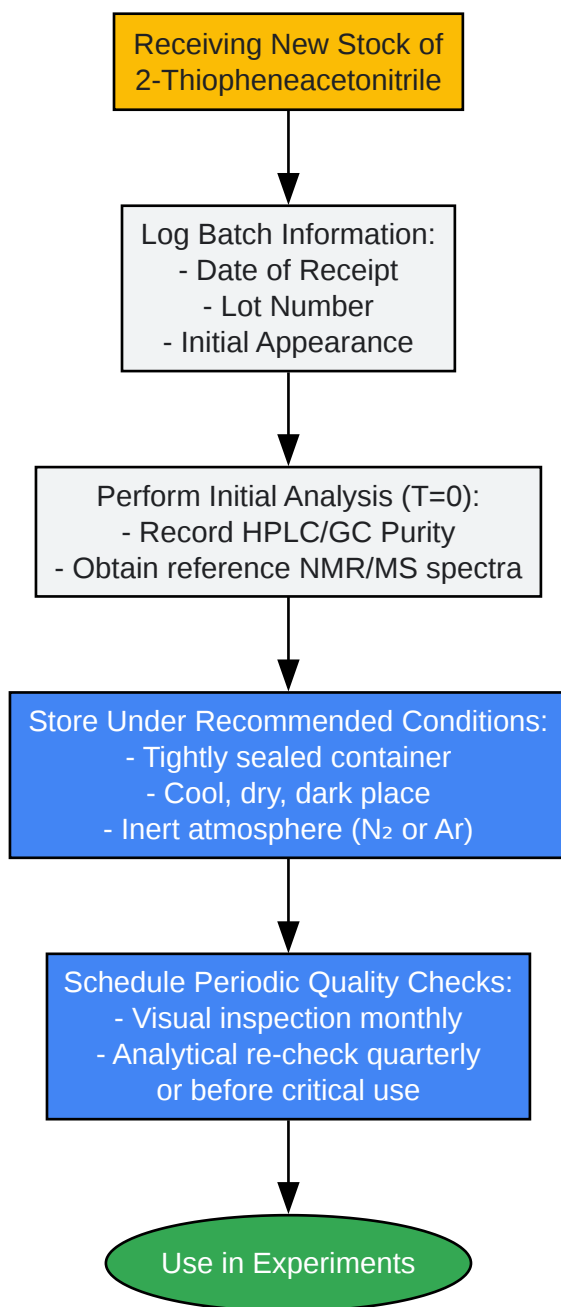 Receiving New Stock of
2-Thiopheneacetonitrile
Log Batch Information:
- Date of Receipt
- Lot Number
- Initial Appearance
Perform Initial Analysis (T=0):
- Record HPLC/GC Purity
- Obtain reference NMR/MS spectra
Store Under Recommended Conditions:
- Tightly sealed container
- Cool, dry, dark place
- Inert atmosphere (N₂ or Ar)
Schedule Periodic Quality Checks:
- Visual inspection monthly
- Analytical re-check quarterly
or before critical use
Use in Experiments